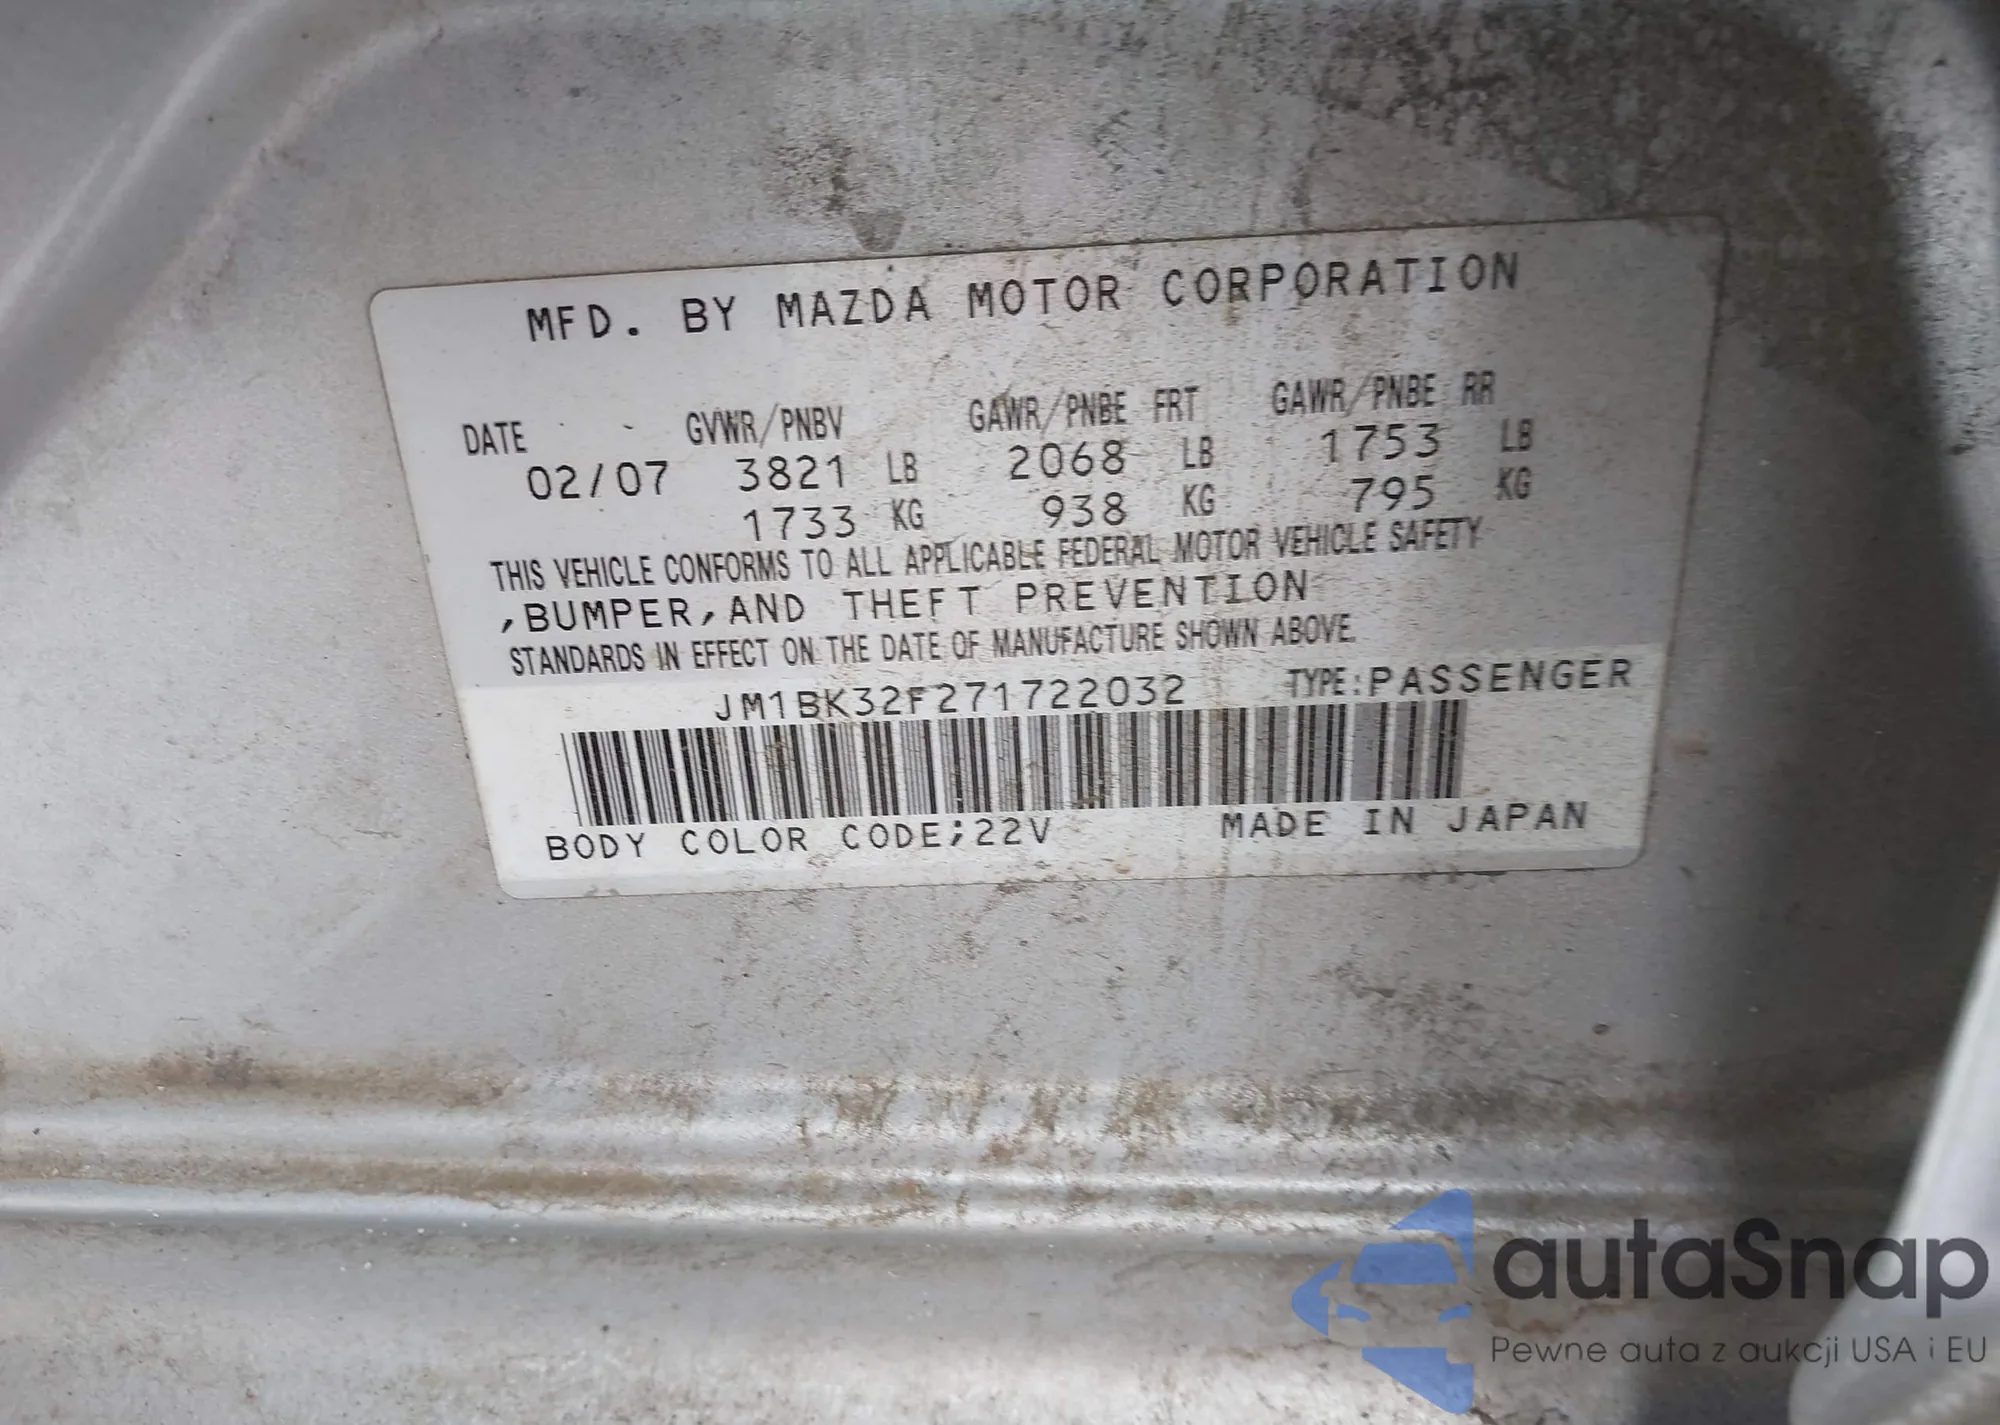 MFD. BY MAZDA MOTOR CORPORATION
DATE GVWR/PNBV GAWR/PNBE FRT GAWR/PNBE RR
02/07 3821 LB 2068 LB 1753 LB
1733 KG 938 KG 795 KG
THIS VEHICLE CONFORMS TO ALL APPLICABLE FEDERAL MOTOR VEHICLE SAFETY
,BUMPER,AND THEFT PREVENTION
STANDARDS IN EFFECT ON THE DATE OF MANUFACTURE SHOWN ABOVE.
JM1BK32F271722032 TYPE:PASSENGER
BODY COLOR CODE;22V MADE IN JAPAN
autaSnap
Pewne auta z aukcji USA i EU